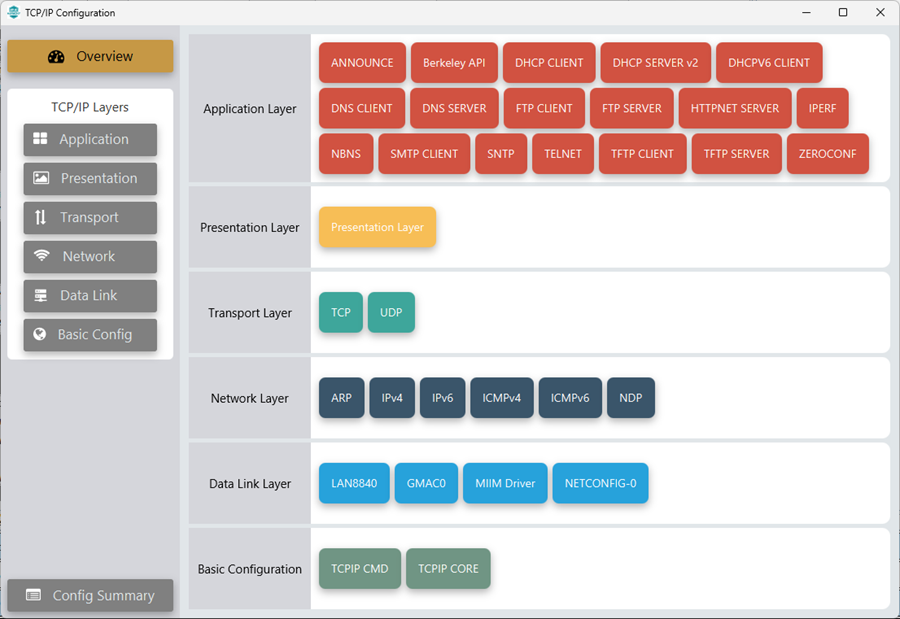 TCP/IP Configuration
Overview
TCP/IP Layers
Application
Presentation
Transport
Network
Data Link
Basic Config
Config Summary
Application Layer
ANNOUNCE Berkeley API DHCP CLIENT DHCP SERVER v2 DHCPV6 CLIENT
DNS CLIENT DNS SERVER FTP CLIENT FTP SERVER HTTPNET SERVER IPERF
NBNS SMTP CLIENT SNTP TELNET TFTP CLIENT TFTP SERVER ZEROCONF
Presentation Layer
Presentation Layer
Transport Layer
TCP UDP
Network Layer
ARP IPv4 IPv6 ICMPv4 ICMPv6 NDP
Data Link Layer
LAN8840 GMAC0 MIIM Driver NETCONFIG-0
Basic Configuration
TCPIP CMD TCPIP CORE